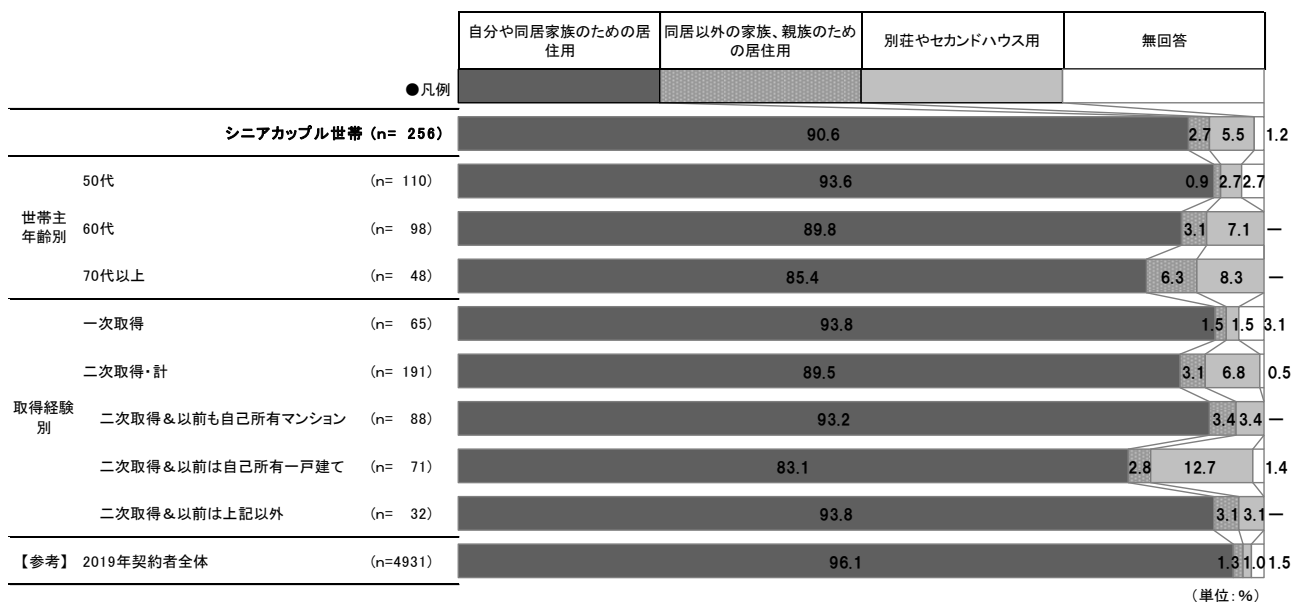 自分や同居家族のための居
住用
同居以外の家族、親族のため
の居住用
別荘やセカンドハウス用
無回答
●凡例
シニアカップル世帯 (n= 256) 90.6 2.7 5.5 1.2
世帯主
年齢別
50代 (n= 110) 93.6 0.9 2.7 2.7
60代 (n= 98) 89.8 3.1 7.1 ―
70代以上 (n= 48) 85.4 6.3 8.3 ―
取得経験
別
一次取得 (n= 65) 93.8 1.5 1.5 3.1
二次取得・計 (n= 191) 89.5 3.1 6.8 0.5
二次取得&以前も自己所有マンション (n= 88) 93.2 3.4 3.4 ―
二次取得&以前は自己所有一戸建て (n= 71) 83.1 2.8 12.7 1.4
二次取得&以前は上記以外 (n= 32) 93.8 3.1 3.1 ―
【参考】 2019年契約者全体 (n=4931) 96.1 1.3 1.0 1.5
(単位:%)